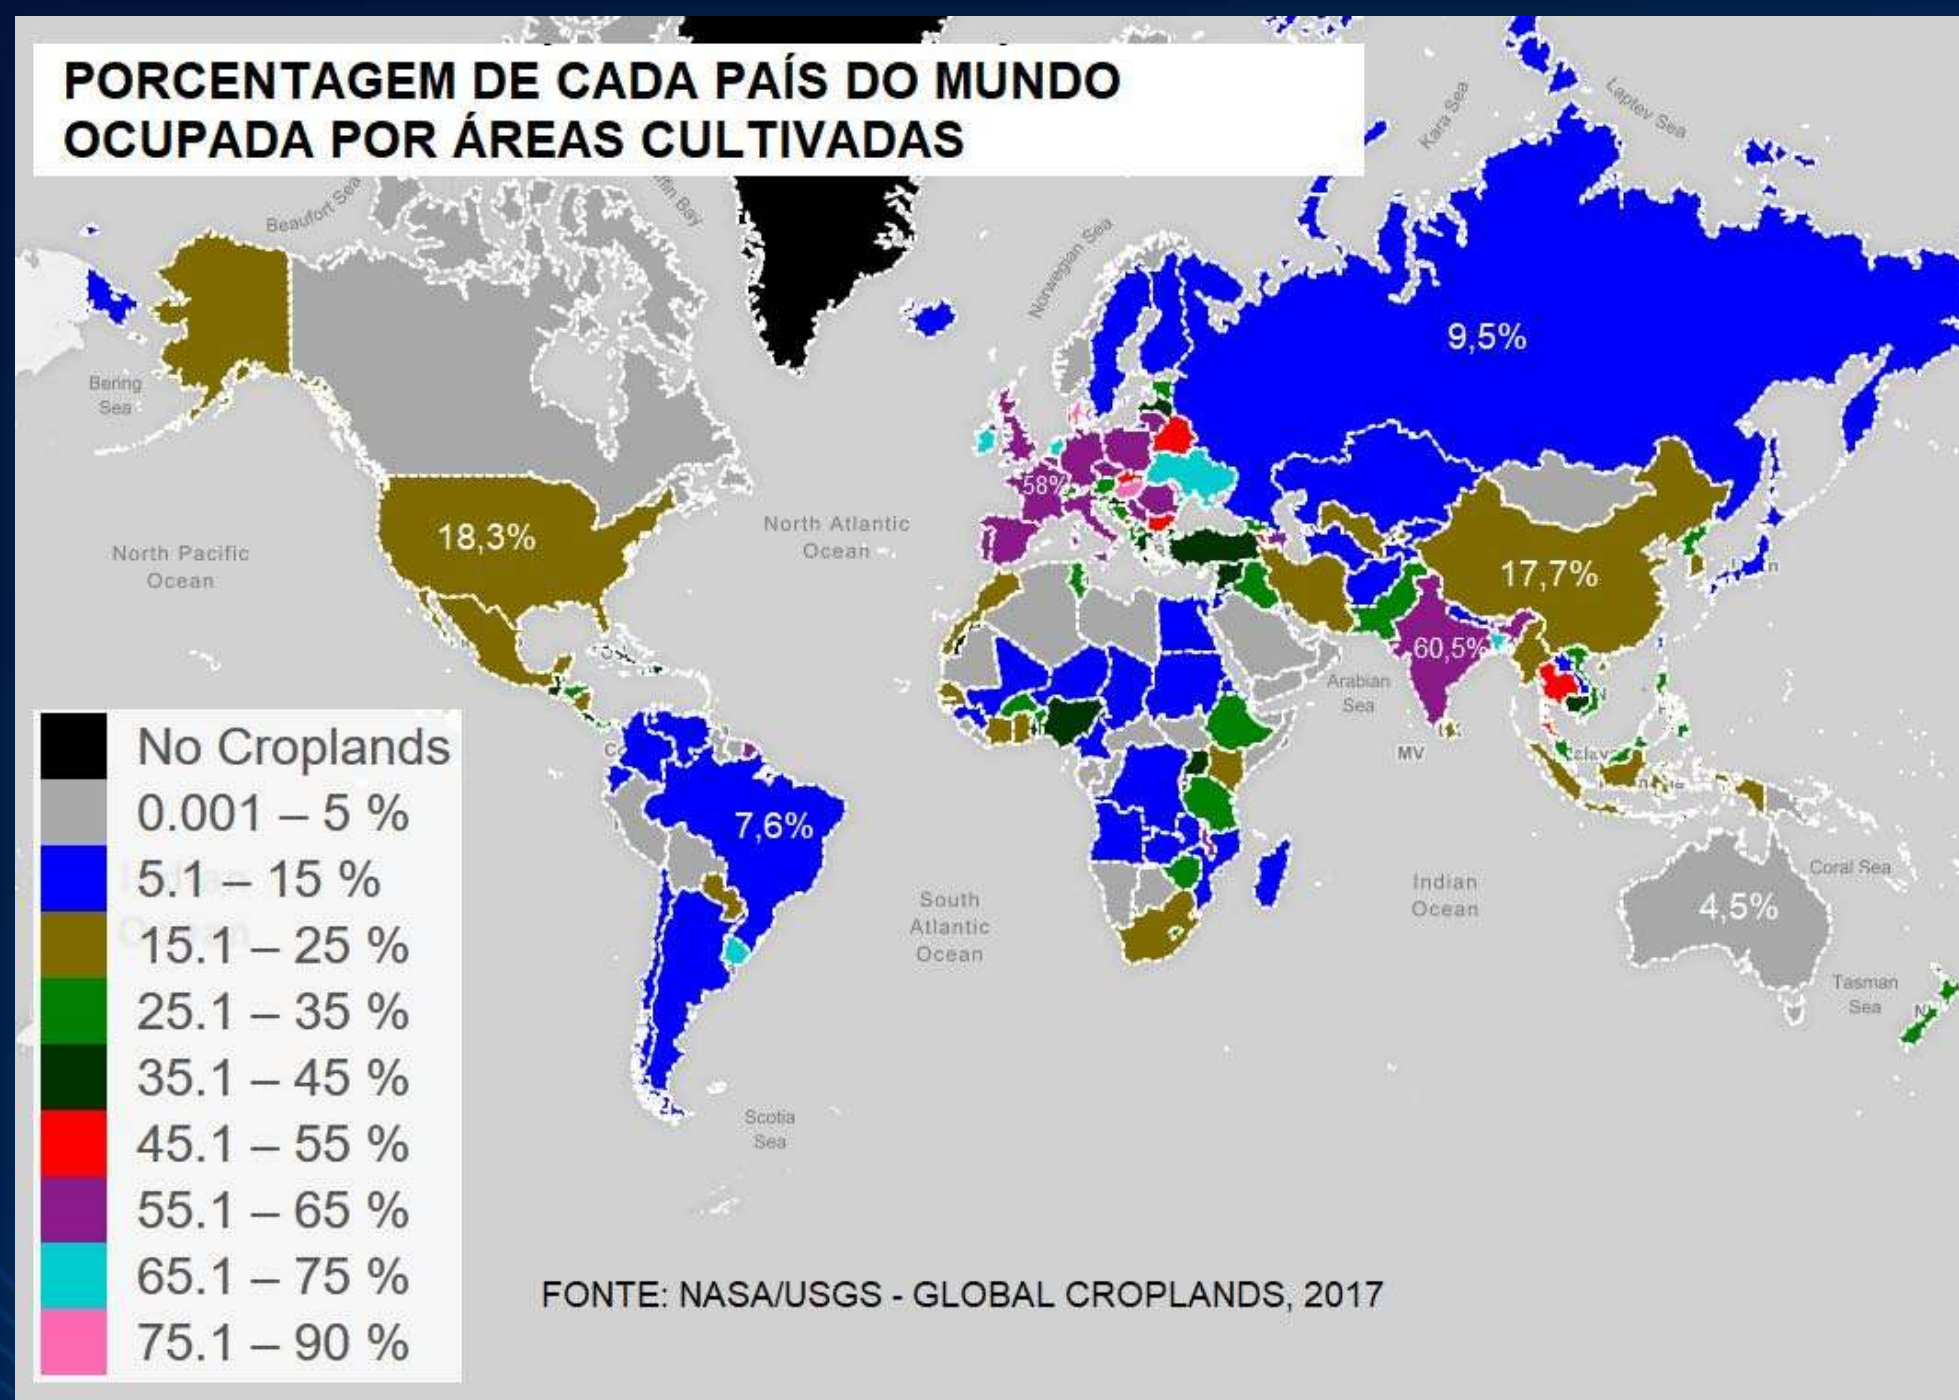 PORCENTAGEM DE CADA PAÍS DO MUNDO
OCUPADA POR ÁREAS CULTIVADAS
Kara Sea
Laptev Sea
Beaufort Sea
ffin Bay
Norwegian Sea
9,5%
Bering
Sea
58%
18,3%
North Atlantic
Ocean
North Pacific
Ocean
17,7%
60,5%
Arabian
Sea
MV
7,6%
Indian
Ocean
South
Atlantic
Ocean
4,5%
Coral Sea
Tasman
Sea
Scotia
Sea
No Croplands
0.001 – 5 %
5.1 – 15 %
15.1 – 25 %
25.1 – 35 %
35.1 – 45 %
45.1 – 55 %
55.1 – 65 %
65.1 – 75 %
75.1 – 90 %
FONTE: NASA/USGS - GLOBAL CROPLANDS, 2017